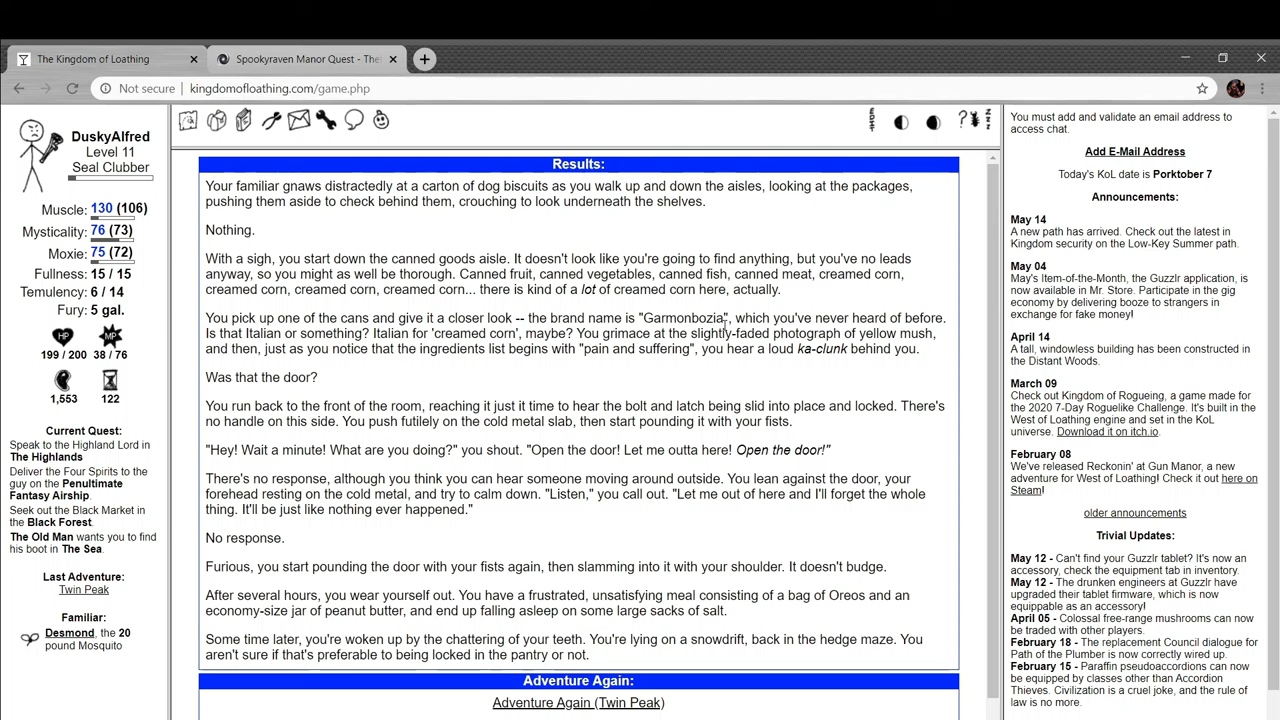 The Kingdom of Loathing
Spookyraven Manor Quest - The
Not secure | kingdomofloathing.com/game.php
DuskyAlfred
Level 11
Seal Clubber
Muscle: 130 (106)
Mysticality: 76 (73)
Moxie: 75 (72)
Fullness: 15 / 15
Temulency: 6 / 14
Fury: 5 gal.
HP MP
199 / 200 38 / 76
1,553 122
Current Quest:
Speak to the Highland Lord in
The Highlands
Deliver the Four Spirits to the
guy on the Penultimate
Fantasy Airship.
Seek out the Black Market in
the Black Forest.
The Old Man wants you to find
his boot in The Sea.
Last Adventure:
Twin Peak
Familiar:
Desmond, the 20
pound Mosquito
EDIT
? ZZZ
Results:
Your familiar gnaws distractedly at a carton of dog biscuits as you walk up and down the aisles, looking at the packages,
pushing them aside to check behind them, crouching to look underneath the shelves.
Nothing.
With a sigh, you start down the canned goods aisle. It doesn't look like you're going to find anything, but you've no leads
anyway, so you might as well be thorough. Canned fruit, canned vegetables, canned fish, canned meat, creamed corn,
creamed corn, creamed corn, creamed corn... there is kind of a lot of creamed corn here, actually.
You pick up one of the cans and give it a closer look -- the brand name is "Garmonbozia", which you've never heard of before.
Is that Italian or something? Italian for 'creamed corn', maybe? You grimace at the slightly-faded photograph of yellow mush,
and then, just as you notice that the ingredients list begins with "pain and suffering", you hear a loud ka-clunk behind you.
Was that the door?
You run back to the front of the room, reaching it just it time to hear the bolt and latch being slid into place and locked. There's
no handle on this side. You push futilely on the cold metal slab, then start pounding it with your fists.
"Hey! Wait a minute! What are you doing?" you shout. "Open the door! Let me outta here! Open the door!"
There's no response, although you think you can hear someone moving around outside. You lean against the door, your
forehead resting on the cold metal, and try to calm down. "Listen," you call out. "Let me out of here and I'll forget the whole
thing. It'll be just like nothing ever happened."
No response.
Furious, you start pounding the door with your fists again, then slamming into it with your shoulder. It doesn't budge.
After several hours, you wear yourself out. You have a frustrated, unsatisfying meal consisting of a bag of Oreos and an
economy-size jar of peanut butter, and end up falling asleep on some large sacks of salt.
Some time later, you're woken up by the chattering of your teeth. You're lying on a snowdrift, back in the hedge maze. You
aren't sure if that's preferable to being locked in the pantry or not.
Adventure Again:
Adventure Again (Twin Peak)
You must add and validate an email address to
access chat.
Add E-Mail Address
Today's KoL date is Porktober 7
Announcements:
May 14
A new path has arrived. Check out the latest in
Kingdom security on the Low-Key Summer path.
May 04
May's Item-of-the-Month, the Guzzlr application, is
now available in Mr. Store. Participate in the gig
economy by delivering booze to strangers in
exchange for fake money!
April 14
A tall, windowless building has been constructed in
the Distant Woods.
March 09
Check out Kingdom of Rogueing, a game made for
the 2020 7-Day Roguelike Challenge. It's built in the
West of Loathing engine and set in the KoL
universe. Download it on itch.io.
February 08
We've released Reckonin' at Gun Manor, a new
adventure for West of Loathing! Check it out here on
Steam!
older announcements
Trivial Updates:
May 12 - Can't find your Guzzlr tablet? It's now an
accessory, check the equipment tab in inventory.
May 12 - The drunken engineers at Guzzlr have
upgraded their tablet firmware, which is now
equippable as an accessory!
April 05 - Colossal free-range mushrooms can now
be traded with other players.
February 18 - The replacement Council dialogue for
Path of the Plumber is now correctly wired up.
February 15 - Paraffin pseudoaccordions can now
be equipped by classes other than Accordion
Thieves. Civilization is a cruel joke, and the rule of
law is no more.